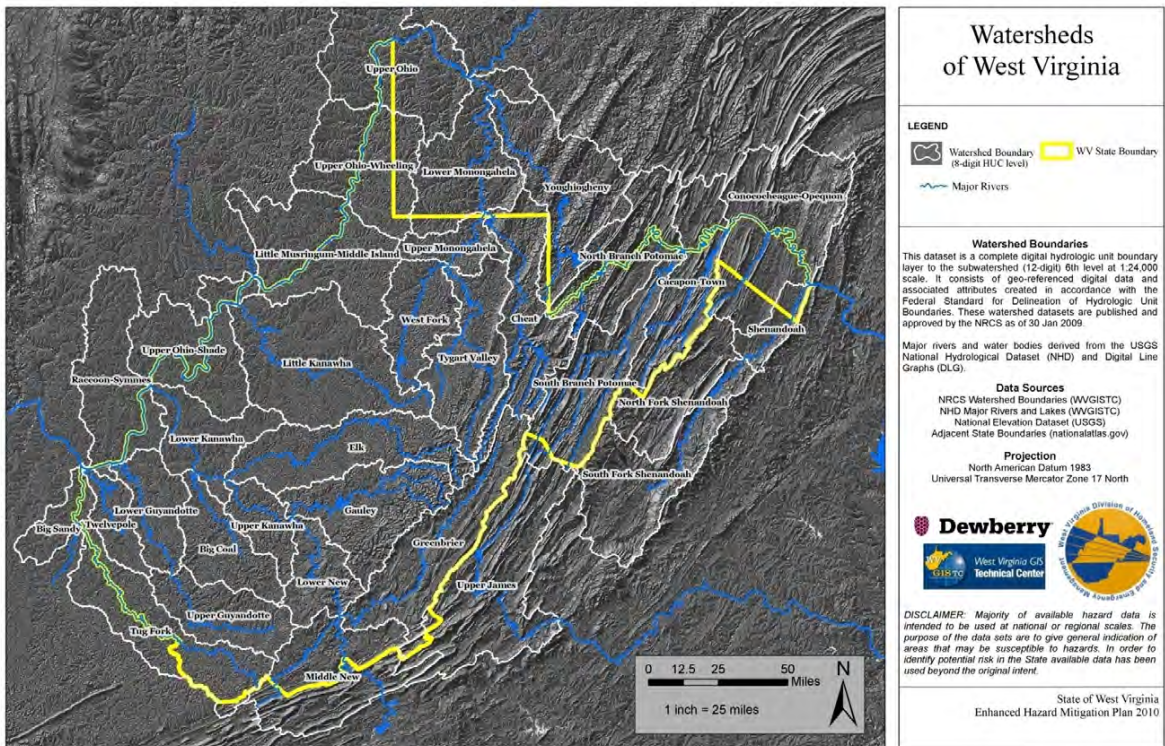 Watersheds
of West Virginia
LEGEND
Watershed Boundary
(8-digit HUC level)
WV State Boundary
Major Rivers
Watershed Boundaries
This dataset is a complete digital hydrologic unit boundary
layer to the subwatershed (12-digit) 6th level at 1:24,000
scale. It consists of geo-referenced digital data and
associated attributes created in accordance with the
Federal Standard for Delineation of Hydrologic Unit
Boundaries. These watershed datasets are published and
approved by the NRCS as of 30 Jan 2009.
Major rivers and water bodies derived from the USGS
National Hydrological Dataset (NHD) and Digital Line
Graphs (DLG).
Data Sources
NRCS Watershed Boundaries (WVGISTC)
NHD Major Rivers and Lakes (WVGISTC)
National Elevation Dataset (USGS)
Adjacent State Boundaries (nationalatlas.gov)
Projection
North American Datum 1983
Universal Transverse Mercator Zone 17 North
Dewberry
WV
GISTC
West Virginia GIS
Technical Center
West Virginia Division of Homeland Security and Emergency Management
DISCLAIMER: Majority of available hazard data is
intended to be used at national or regional scales. The
purpose of the data sets are to give general indication of
areas that may be susceptible to hazards. In order to
identify potential risk in the State available data has been
used beyond the original intent.
State of West Virginia
Enhanced Hazard Mitigation Plan 2010
Upper Ohio
Upper Ohio-Wheeling
Lower Monongahela
Youghiogheny
Conococheague-Opequon
Little Musringum-Middle Island
Upper Monongahela
North Branch Potomac
Cacapon-Town
West Fork
Cheat
Shenandoah
Upper Ohio-Shade
Tygart Valley
Little Kanawha
Raccoon-Symmes
South Branch Potomac
North Fork Shenandoah
Lower Kanawha
Elk
South Fork Shenandoah
Gauley
Lower Guyandotte
Big Sandy
Twelvepole
Upper Kanawha
Greenbrier
Big Coal
Lower New
Upper James
Upper Guyandotte
Tug Fork
Middle New
0 12.5 25 50
Miles
N
1 inch = 25 miles